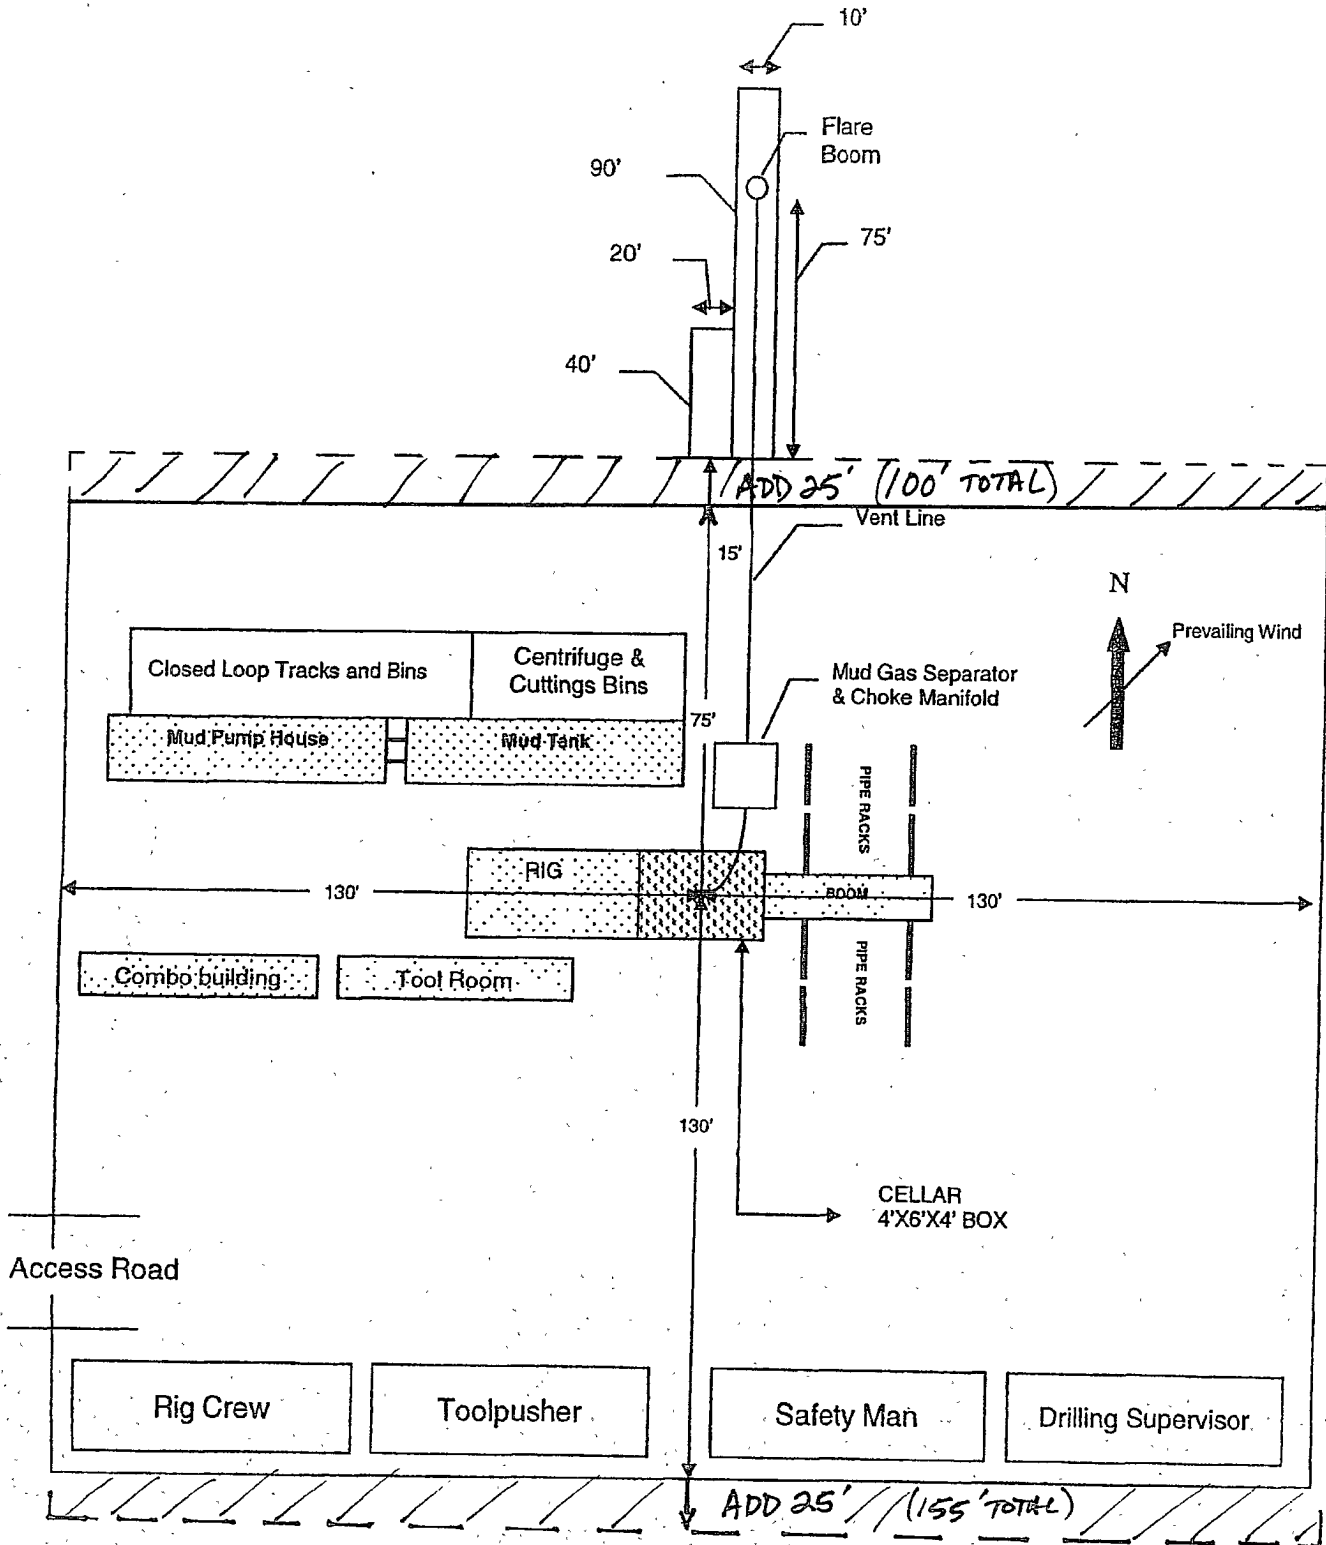 10'
Flare
Boom
90'
75'
20'
40'
ADD 25' (100' TOTAL)
Vent Line
15'
N
Prevailing Wind
Closed Loop Tracks and Bins
Centrifuge &
Cuttings Bins
Mud Gas Separator
& Choke Manifold
75'
Mud Pump House
Mud Tank
PIPE RACKS
RIG
130'
BOOM
130'
Combo building
Tool Room
PIPE RACKS
130'
CELLAR
4'X6'X4' BOX
Access Road
Rig Crew
Toolpusher
Safety Man
Drilling Supervisor
ADD 25' (155' TOTAL)